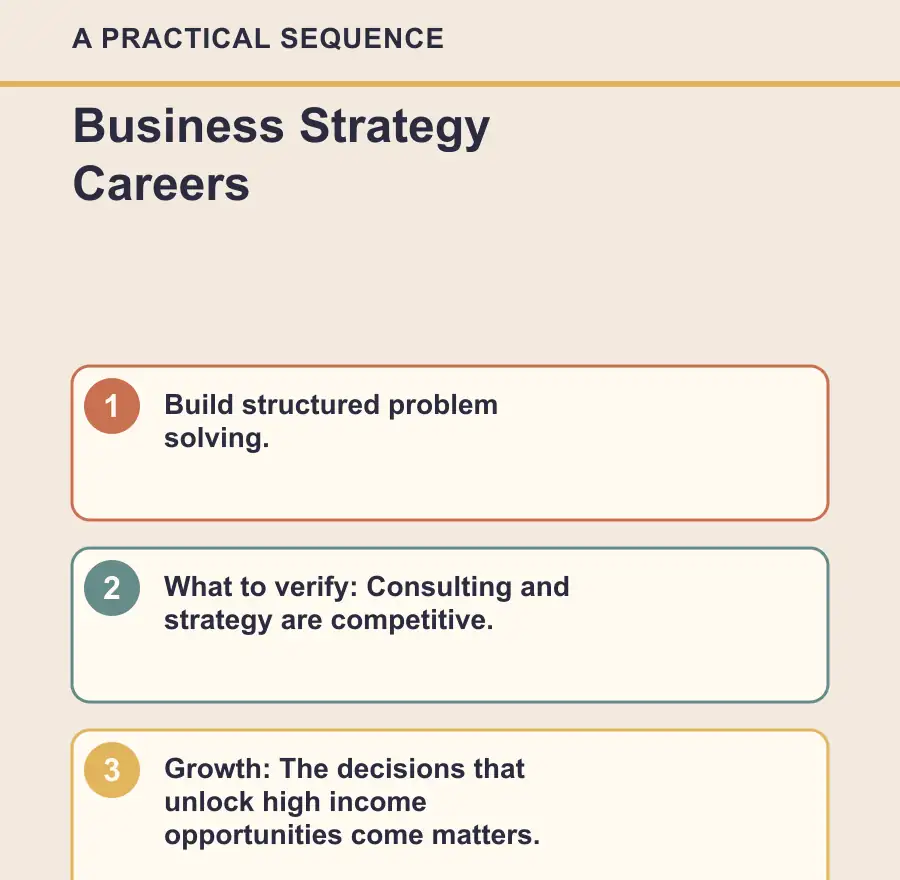 A PRACTICAL SEQUENCE
Business Strategy
Careers
1
Build structured problem
solving.
2
What to verify: Consulting and
strategy are competitive.
3
Growth: The decisions that
unlock high income
opportunities come matters.